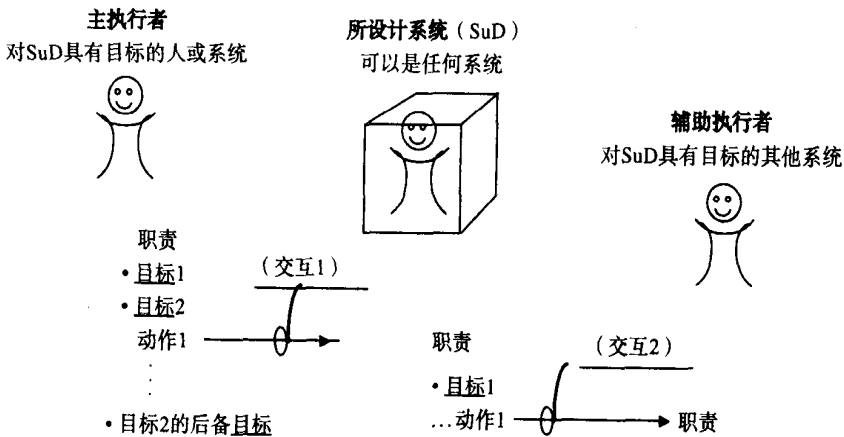 主执行者
对SuD具有目标的人或系统
所设计系统（SuD）
可以是任何系统
辅助执行者
对SuD具有目标的其他系统
职责
• 目标1
• 目标2
动作1
⋮
• 目标2的后备目标
（交互1）
职责
• 目标1
…动作1
（交互2）
职责